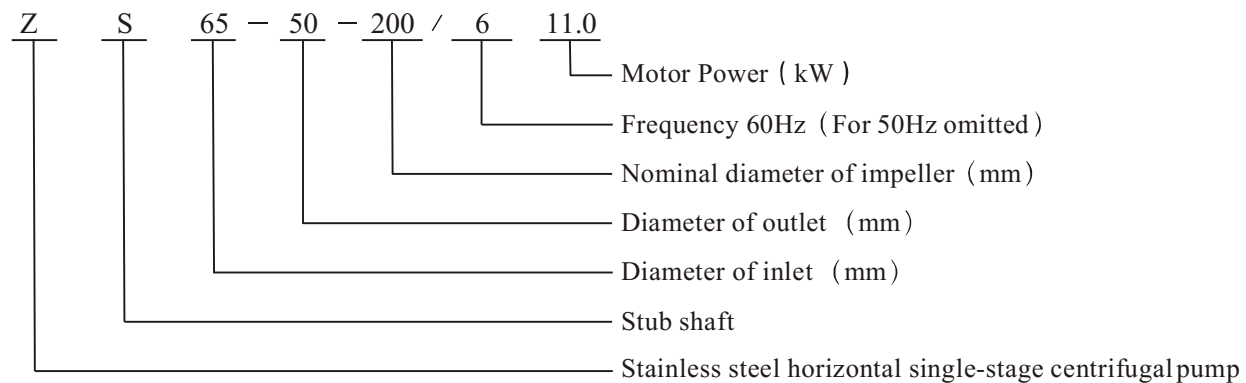 Z S 65 - 50 - 200 / 6 11.0
Motor Power ( kW )
Frequency 60Hz (For 50Hz omitted)
Nominal diameter of impeller (mm)
Diameter of outlet (mm)
Diameter of inlet (mm)
Stub shaft
Stainless steel horizontal single-stage centrifugal pump